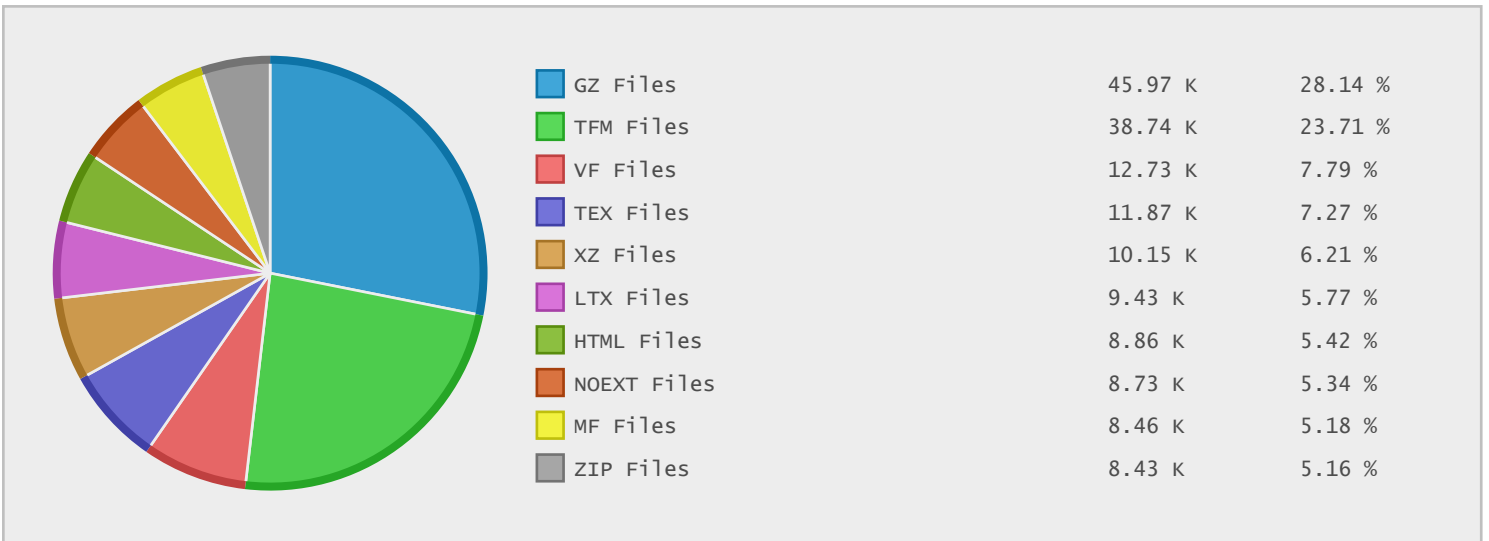 GZ Files 45.97 K 28.14 %
TFM Files 38.74 K 23.71 %
VF Files 12.73 K 7.79 %
TEX Files 11.87 K 7.27 %
XZ Files 10.15 K 6.21 %
LTX Files 9.43 K 5.77 %
HTML Files 8.86 K 5.42 %
NOEXT Files 8.73 K 5.34 %
MF Files 8.46 K 5.18 %
ZIP Files 8.43 K 5.16 %